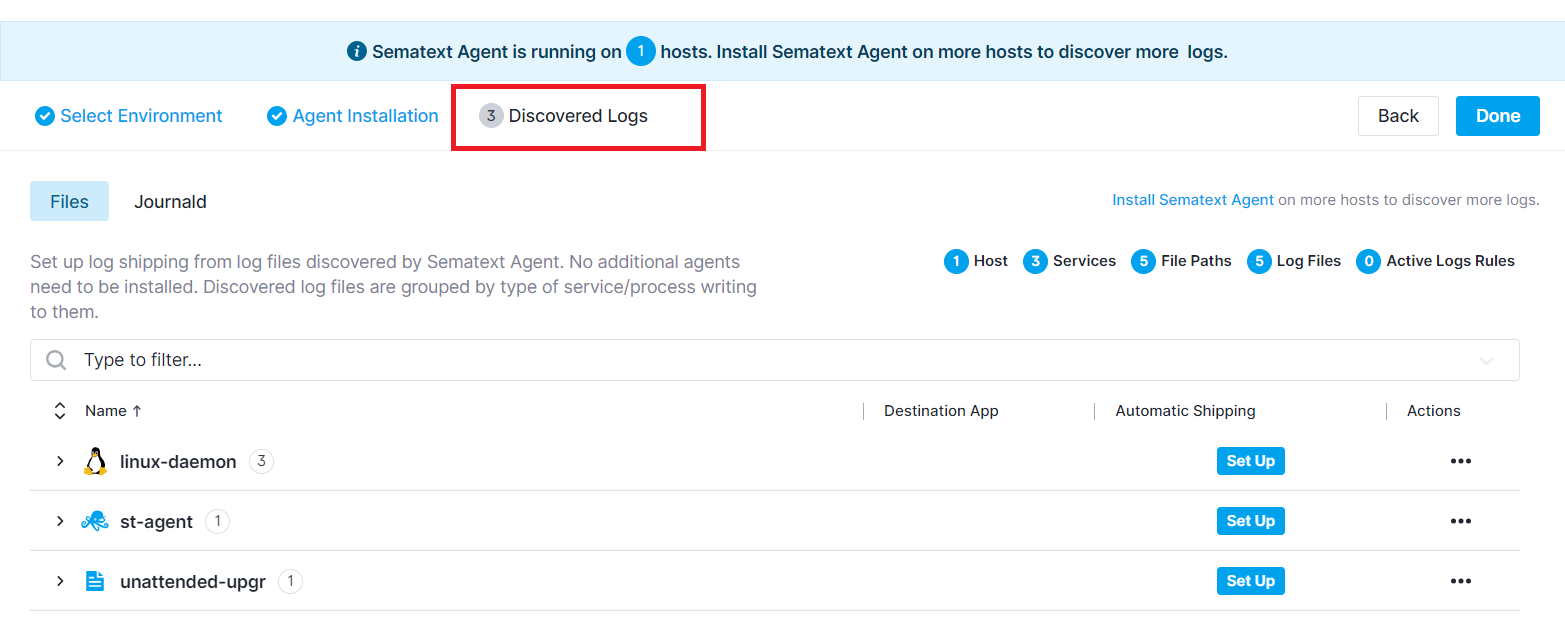 Sematext Agent is running on 1 hosts. Install Sematext Agent on more hosts to discover more logs.
Select Environment Agent Installation 3 Discovered Logs Back Done
Files Journald Install Sematext Agent on more hosts to discover more logs.
Set up log shipping from log files discovered by Sematext Agent. No additional agents
need to be installed. Discovered log files are grouped by type of service/process writing
to them.
1 Host 3 Services 5 File Paths 5 Log Files 0 Active Logs Rules
Type to filter...
Name ↑ Destination App Automatic Shipping Actions
linux-daemon 3 Set Up •••
st-agent 1 Set Up •••
unattended-upgr 1 Set Up •••